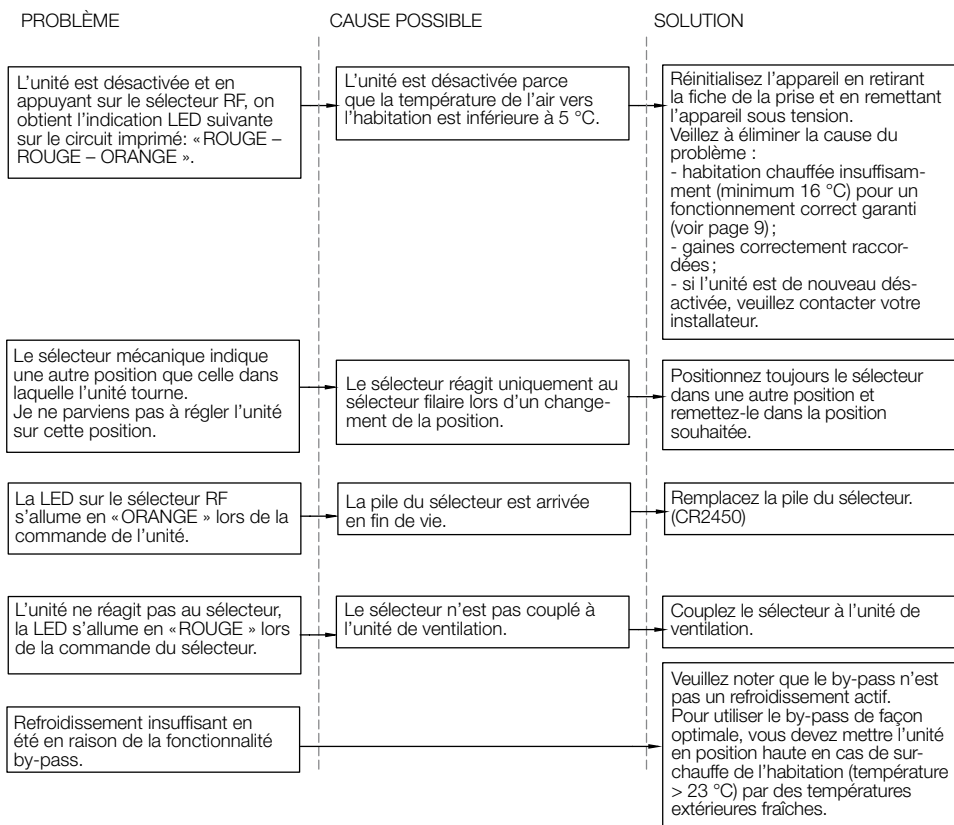 PROBLÈME
CAUSE POSSIBLE
SOLUTION
L’unité est désactivée et en
appuyant sur le sélecteur RF, on
obtient l’indication LED suivante
sur le circuit imprimé: «ROUGE –
ROUGE – ORANGE ».
L’unité est désactivée parce
que la température de l’air vers
l’habitation est inférieure à 5 °C.
Réinitialisez l’appareil en retirant
la fiche de la prise et en remettant
l’appareil sous tension.
Veillez à éliminer la cause du
problème :
- habitation chauffée insuffisam-
ment (minimum 16 °C) pour un
fonctionnement correct garanti
(voir page 9) ;
- gaines correctement raccor-
dées ;
- si l’unité est de nouveau dés-
activée, veuillez contacter votre
installateur.
Le sélecteur mécanique indique
une autre position que celle dans
laquelle l’unité tourne.
Je ne parviens pas à régler l’unité
sur cette position.
Le sélecteur réagit uniquement au
sélecteur filaire lors d’un change-
ment de la position.
Positionnez toujours le sélecteur
dans une autre position et
remettez-le dans la position
souhaitée.
La LED sur le sélecteur RF
s’allume en «ORANGE » lors de la
commande de l’unité.
La pile du sélecteur est arrivée
en fin de vie.
Remplacez la pile du sélecteur.
(CR2450)
L’unité ne réagit pas au sélecteur,
la LED s’allume en «ROUGE » lors
de la commande du sélecteur.
Le sélecteur n’est pas couplé à
l’unité de ventilation.
Couplez le sélecteur à l’unité de
ventilation.
Refroidissement insuffisant en
été en raison de la fonctionnalité
by-pass.
Veuillez noter que le by-pass n’est
pas un refroidissement actif.
Pour utiliser le by-pass de façon
optimale, vous devez mettre l’unité
en position haute en cas de sur-
chauffe de l’habitation (température
> 23 °C) par des températures
extérieures fraîches.